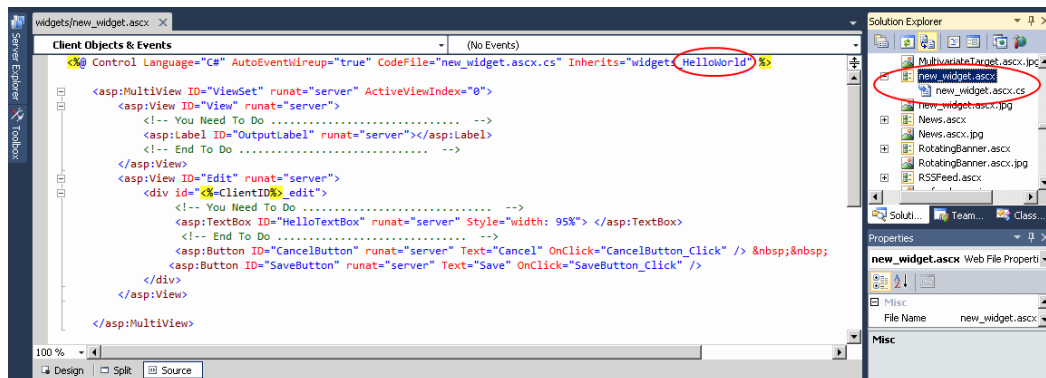 widgets/new_widget.ascx
Client Objects & Events
(No Events)
<%@ Control Language="C#" AutoEventWireup="true" CodeFile="new_widget.ascx.cs" Inherits="widgets_HelloWorld" %>
<asp:MultiView ID="ViewSet" runat="server" ActiveViewIndex="0">
<asp:View ID="View" runat="server">
<!-- You Need To Do ............................. -->
<asp:Label ID="OutputLabel" runat="server"></asp:Label>
<!-- End To Do ............................. -->
</asp:View>
<asp:View ID="Edit" runat="server">
<div id="<%=ClientID%>_edit">
<!-- You Need To Do ............................. -->
<asp:TextBox ID="HelloTextBox" runat="server" Style="width: 95%"> </asp:TextBox>
<!-- End To Do ............................. -->
<asp:Button ID="CancelButton" runat="server" Text="Cancel" OnClick="CancelButton_Click" /> &nbsp;&nbsp;
<asp:Button ID="SaveButton" runat="server" Text="Save" OnClick="SaveButton_Click" />
</div>
</asp:View>
</asp:MultiView>
100 %
Design
Split
Source
Server Explorer
Toolbox
Solution Explorer
MultivariateTarget.ascx.jpg
new_widget.ascx
new_widget.ascx.cs
new_widget.ascx.jpg
News.ascx
News.ascx.jpg
RotatingBanner.ascx
RotatingBanner.ascx.jpg
RSSFeed.ascx
Soluti...
Team...
Class...
Properties
new_widget.ascx Web File Properti
Misc
File Name
new_widget.ascx
Misc